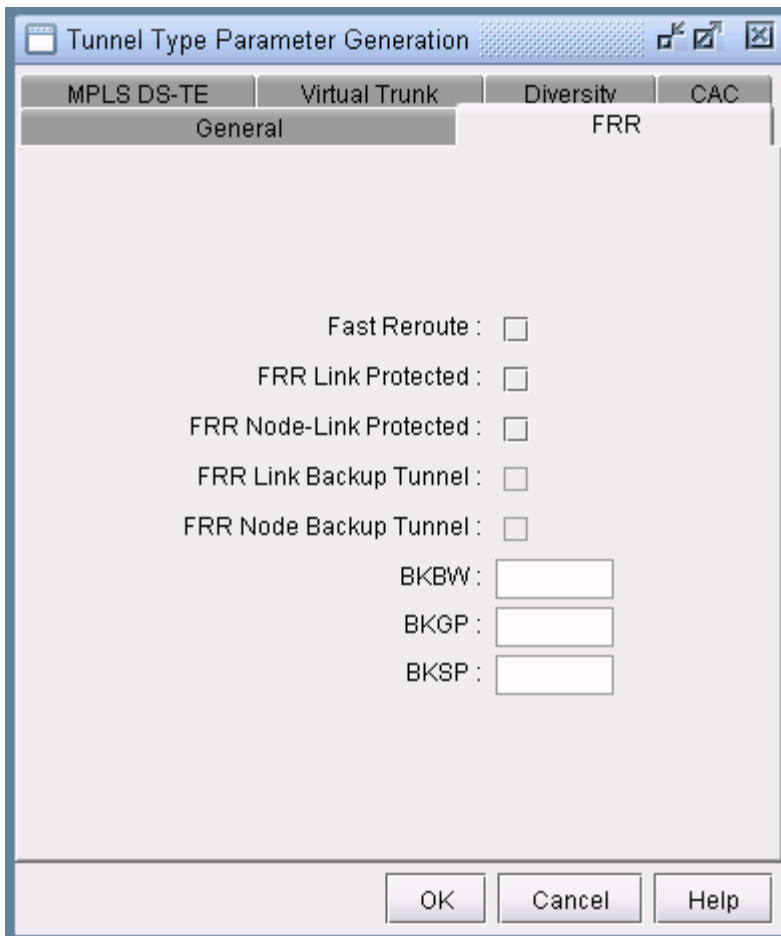 Tunnel Type Parameter Generation
MPLS DS-TE Virtual Trunk Diversity CAC
General FRR
Fast Reroute :
FRR Link Protected :
FRR Node-Link Protected :
FRR Link Backup Tunnel :
FRR Node Backup Tunnel :
BKBW :
BKGP :
BKSP :
OK Cancel Help